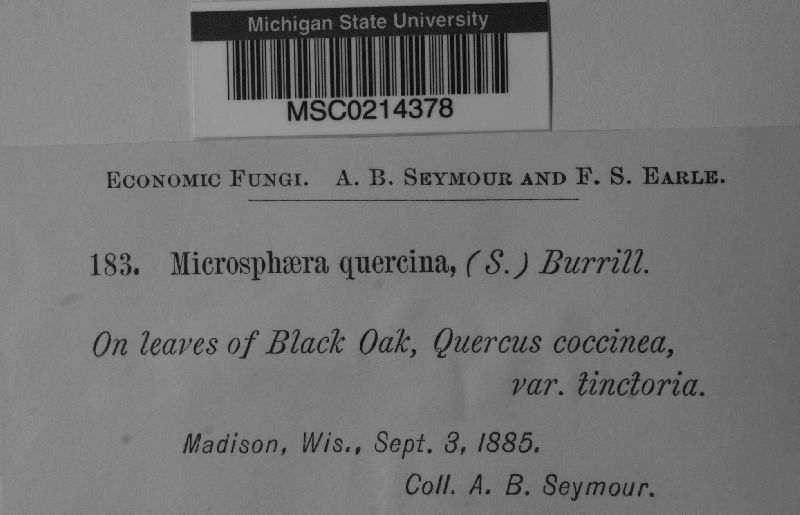 Michigan State University
MSC0214378
Economic Fungi. A. B. Seymour and F. S. Earle.
183. Microsphæra quercina, (S.) Burrill.
On leaves of Black Oak, Quercus coccinea,
var. tinctoria.
Madison, Wis., Sept. 3, 1885.
Coll. A. B. Seymour.